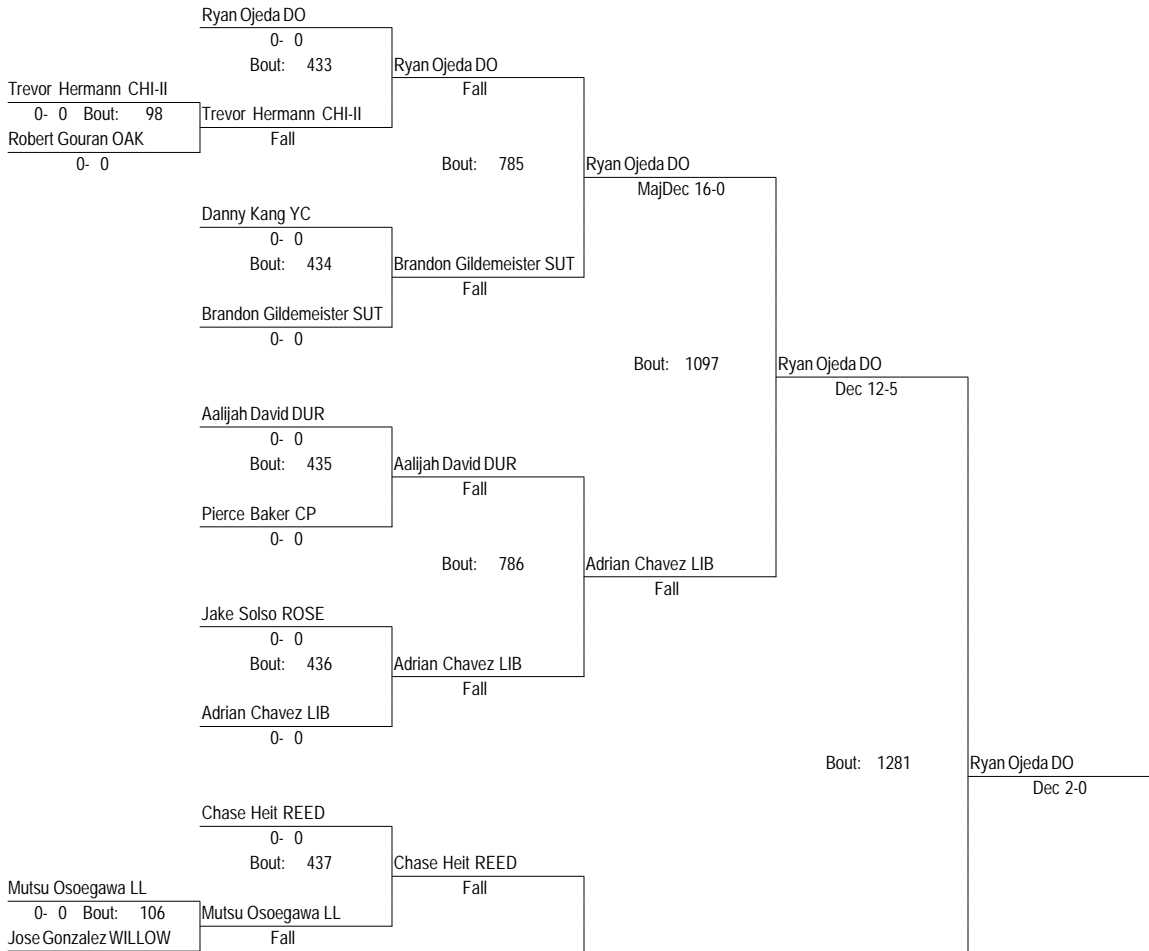 Ryan Ojeda DO
0- 0
Bout: 433
Ryan Ojeda DO
Fall
Trevor Hermann CHI-II
0- 0 Bout: 98
Trevor Hermann CHI-II
Fall
Robert Gouran OAK
0- 0
Bout: 785
Ryan Ojeda DO
MajDec 16-0
Danny Kang YC
0- 0
Bout: 434
Brandon Gildemeister SUT
Fall
Brandon Gildemeister SUT
0- 0
Bout: 1097
Ryan Ojeda DO
Dec 12-5
Aalijah David DUR
0- 0
Bout: 435
Aalijah David DUR
Fall
Pierce Baker CP
0- 0
Bout: 786
Adrian Chavez LIB
Fall
Jake Solso ROSE
0- 0
Bout: 436
Adrian Chavez LIB
Fall
Adrian Chavez LIB
0- 0
Bout: 1281
Ryan Ojeda DO
Dec 2-0
Chase Heit REED
0- 0
Bout: 437
Chase Heit REED
Fall
Mutsu Osoegawa LL
0- 0 Bout: 106
Mutsu Osoegawa LL
Fall
Jose Gonzalez WILLOW